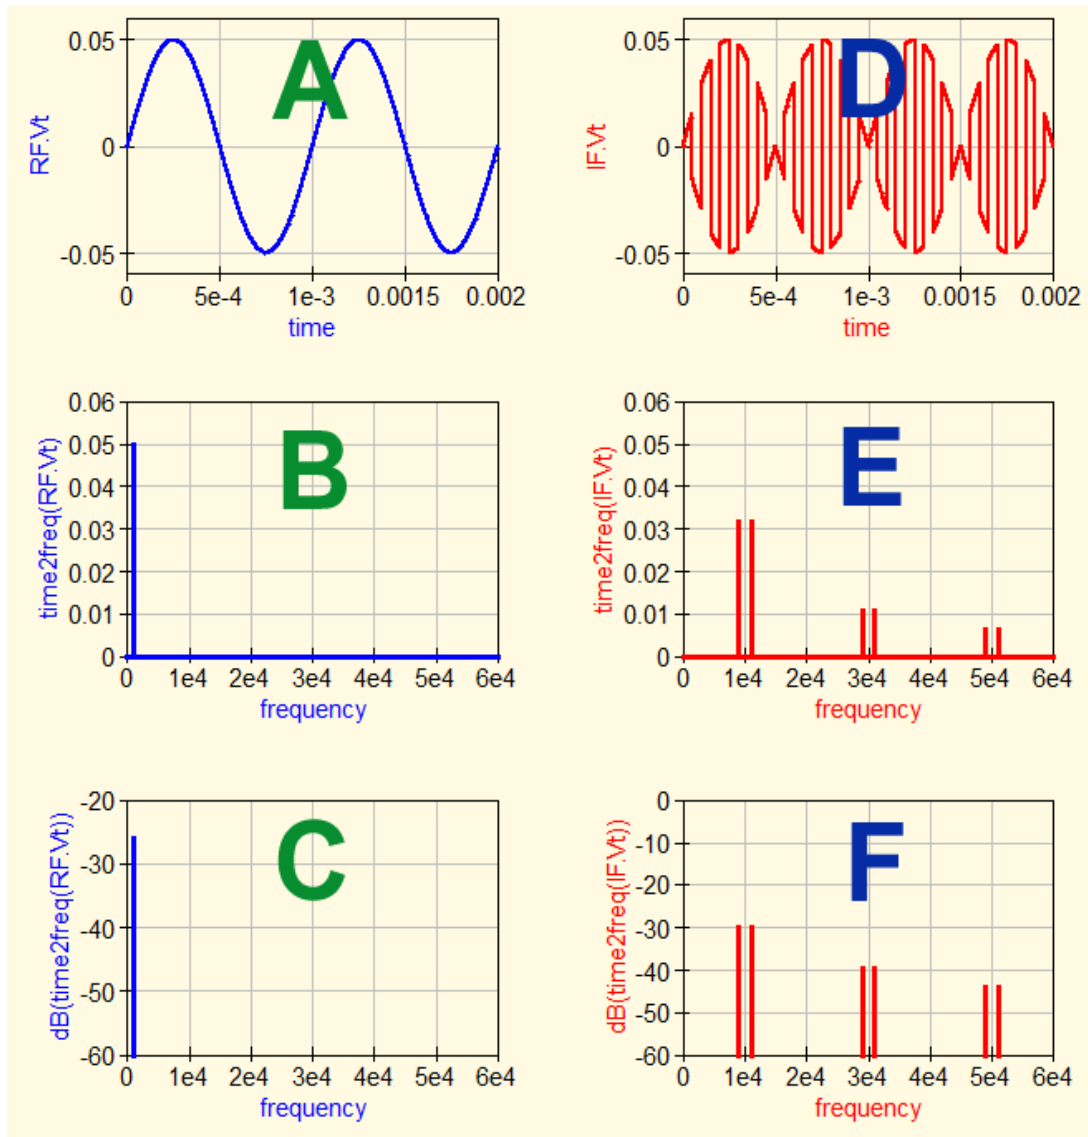 0.05
0
-0.05
RF.Vt
A
0 5e-4 1e-3 0.0015 0.002
time
0.05
0
-0.05
IF.Vt
D
0 5e-4 1e-3 0.0015 0.002
time
0.06
0.05
0.04
0.03
0.02
0.01
0
time2freq(RF.Vt)
B
0 1e4 2e4 3e4 4e4 5e4 6e4
frequency
0.06
0.05
0.04
0.03
0.02
0.01
0
time2freq(IF.Vt)
E
0 1e4 2e4 3e4 4e4 5e4 6e4
frequency
-20
-30
-40
-50
-60
dB(time2freq(RF.Vt))
C
0 1e4 2e4 3e4 4e4 5e4 6e4
frequency
0
-10
-20
-30
-40
-50
-60
dB(time2freq(IF.Vt))
F
0 1e4 2e4 3e4 4e4 5e4 6e4
frequency